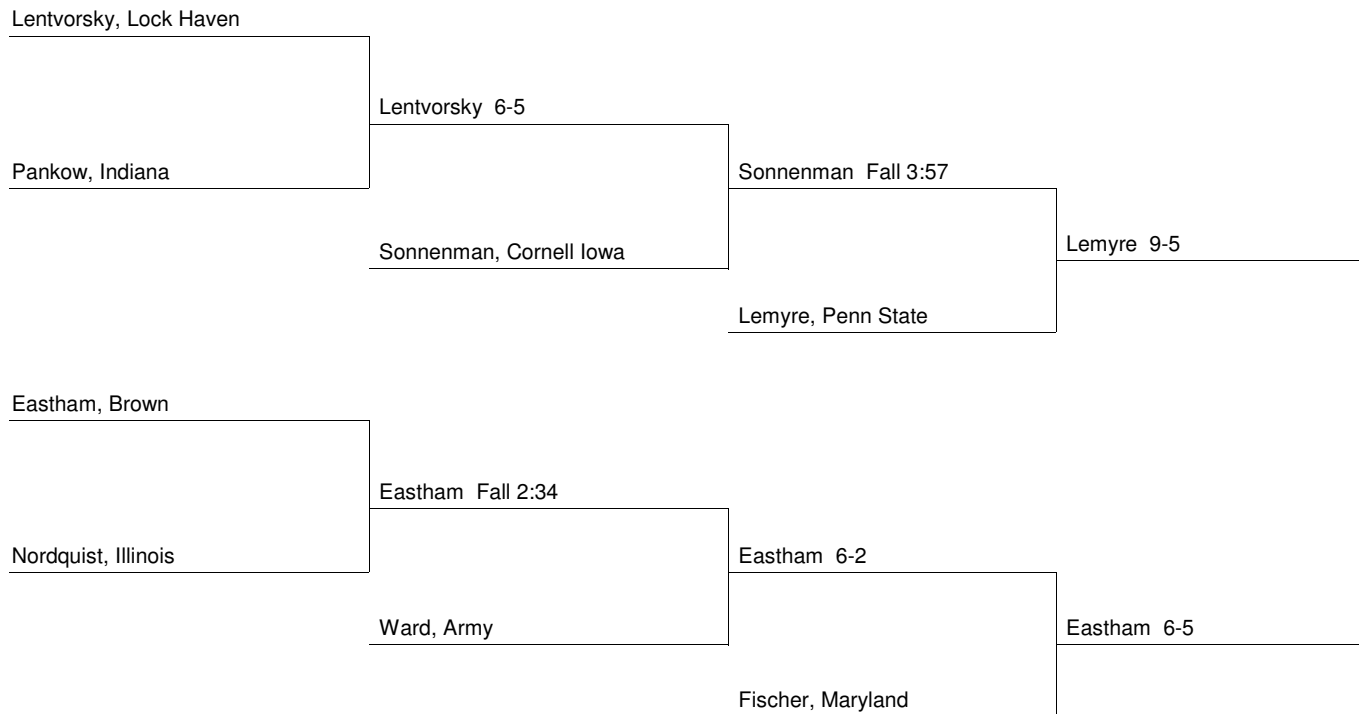 Lentvorsky, Lock Haven
Lentvorsky  6-5
Pankow, Indiana
Sonnenman  Fall 3:57
Lemyre  9-5
Sonnenman, Cornell Iowa
Lemyre, Penn State
Eastham, Brown
Eastham  Fall 2:34
Nordquist, Illinois
Eastham  6-2
Ward, Army
Eastham  6-5
Fischer, Maryland